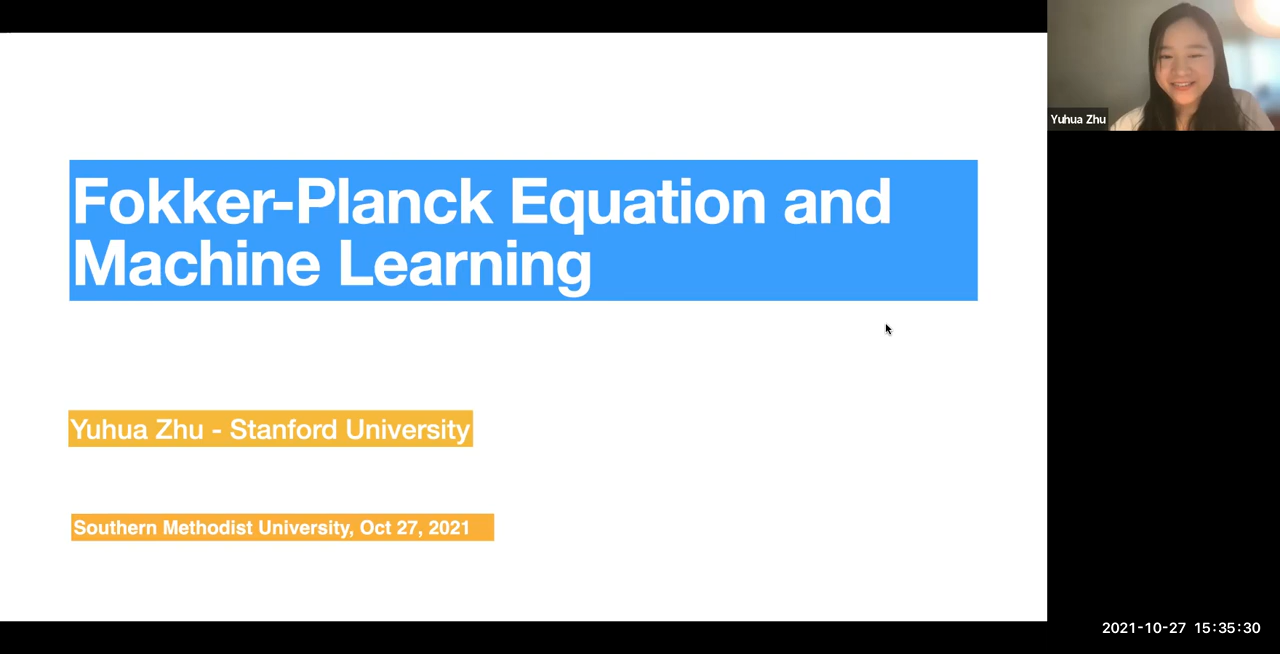 Fokker-Planck Equation and
Machine Learning
Yuhua Zhu - Stanford University
Southern Methodist University, Oct 27, 2021
Yuhua Zhu
2021-10-27 15:35:30